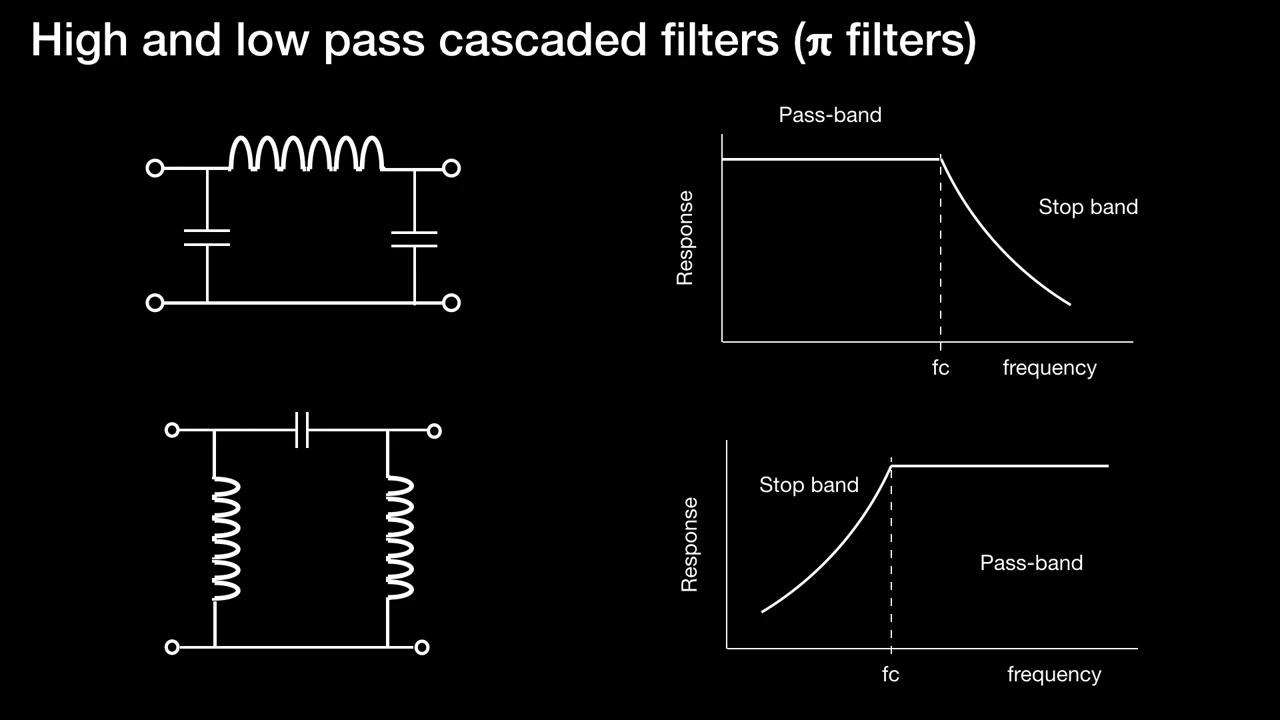 High and low pass cascaded filters (π filters)
Pass-band
Response
Stop band
fc
frequency
Stop band
Response
Pass-band
fc
frequency